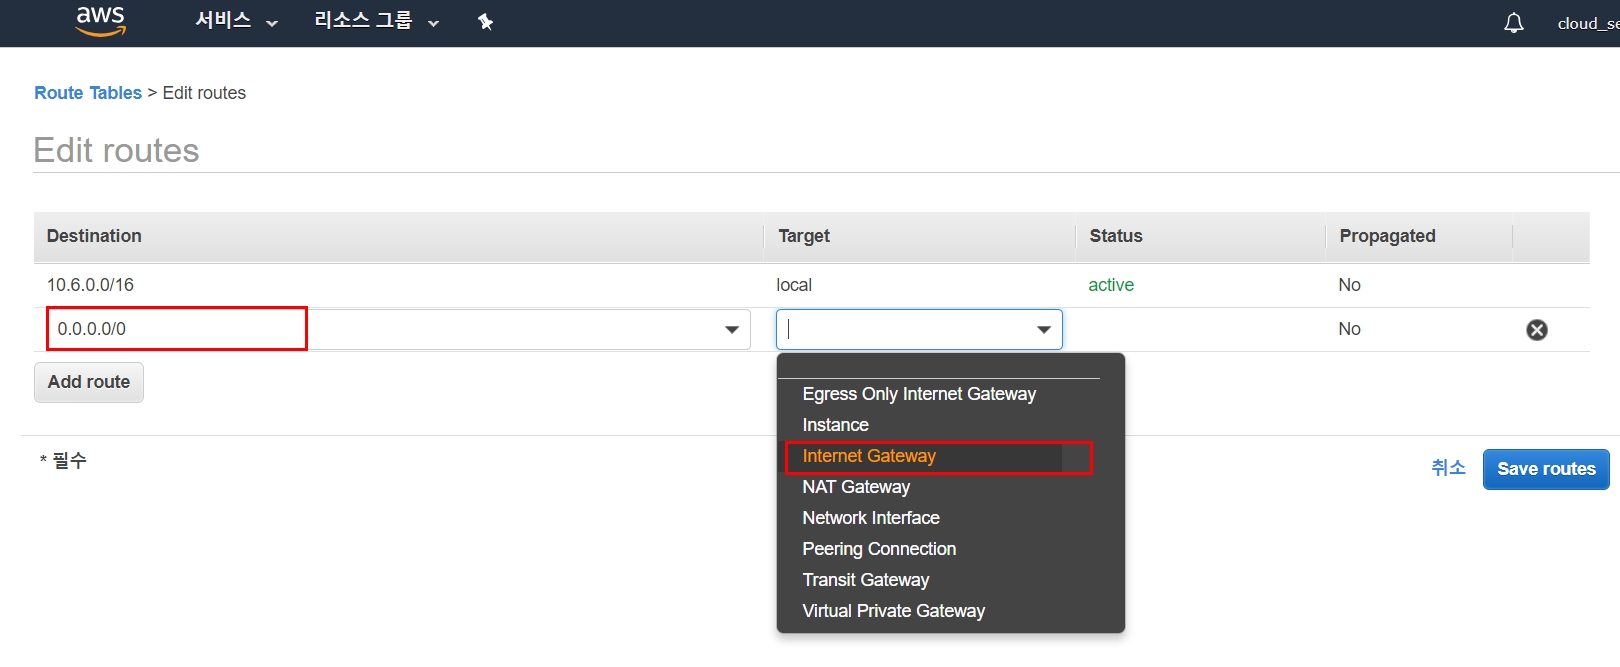 aws 서비스 리소스 그룹 cloud_se
Route Tables > Edit routes
Edit routes
Destination Target Status Propagated
10.6.0.0/16 local active No
0.0.0.0/0 No
Add route
Egress Only Internet Gateway
Instance
Internet Gateway
NAT Gateway
Network Interface
Peering Connection
Transit Gateway
Virtual Private Gateway
* 필수
취소 Save routes